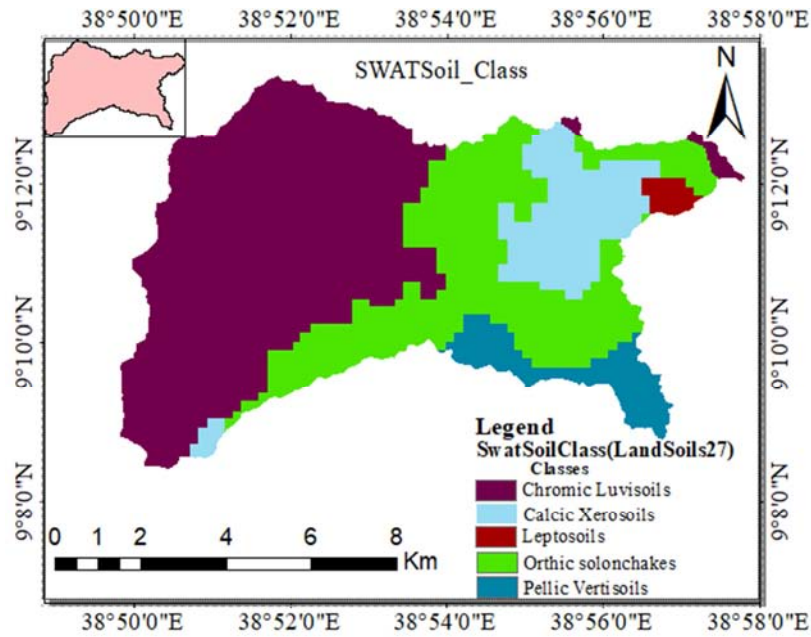 38°50'0"E 38°52'0"E 38°54'0"E 38°56'0"E 38°58'0"E
N
SWATSoil_Class
9°12'0"N 9°12'0"N
9°10'0"N 9°10'0"N
9°8'0"N 9°8'0"N
Legend
SwatSoilClass(LandSoils27)
Classes
Chromic Luvisoils
Calcic Xerosoils
Leptosoils
Orthic solonchakes
Pellic Vertisoils
0 1 2 4 6 8
Km
38°50'0"E 38°52'0"E 38°54'0"E 38°56'0"E 38°58'0"E